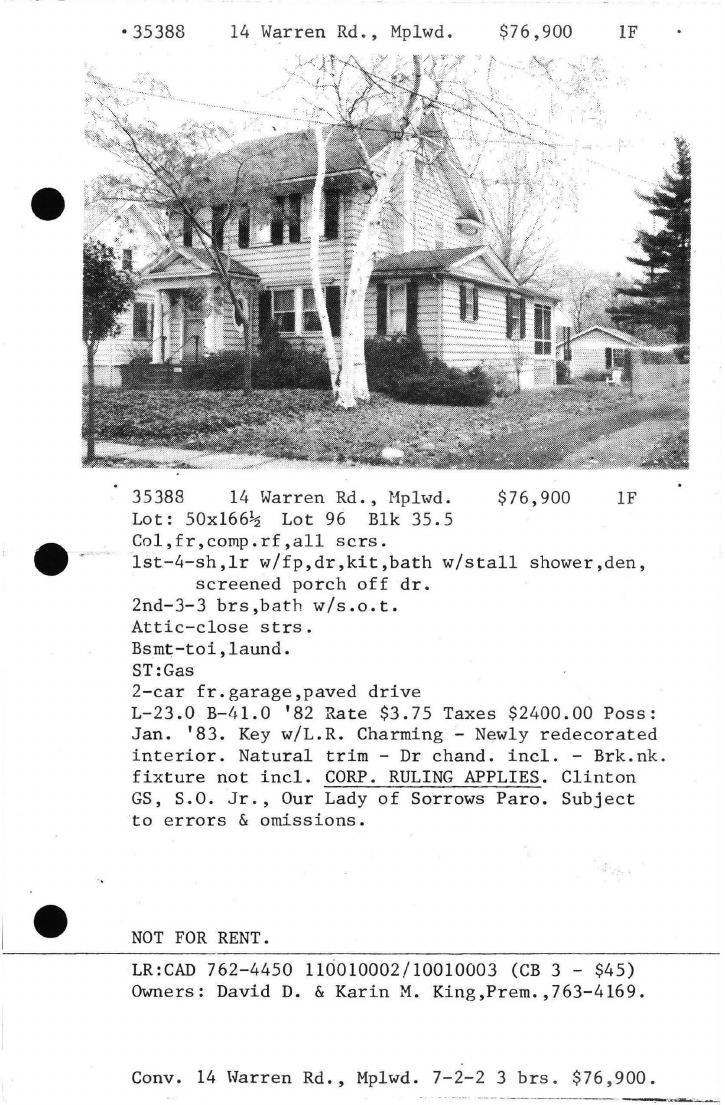 35388 14 Warren Rd., Mplwd. $76,900 1F
35388 14 Warren Rd., Mplwd. $76,900 1F
Lot: 50x166½ Lot 96 Blk 35.5
Col,fr,comp.rf,all scrs.
1st-4-sh,lr w/fp,dr,kit,bath w/stall shower,den,
screened porch off dr.
2nd-3-3 brs,bath w/s.o.t.
Attic-close strs.
Bsmt-toi,laund.
ST:Gas
2-car fr.garage,paved drive
L-23.0 B-41.0 '82 Rate $3.75 Taxes $2400.00 Poss:
Jan. '83. Key w/L.R. Charming - Newly redecorated
interior. Natural trim - Dr chand. incl. - Brk.nk.
fixture not incl. CORP. RULING APPLIES. Clinton
GS, S.O. Jr., Our Lady of Sorrows Paro. Subject
to errors & omissions.
NOT FOR RENT.
LR:CAD 762-4450 110010002/10010003 (CB 3 - $45)
Owners: David D. & Karin M. King,Prem.,763-4169.
Conv. 14 Warren Rd., Mplwd. 7-2-2 3 brs. $76,900.